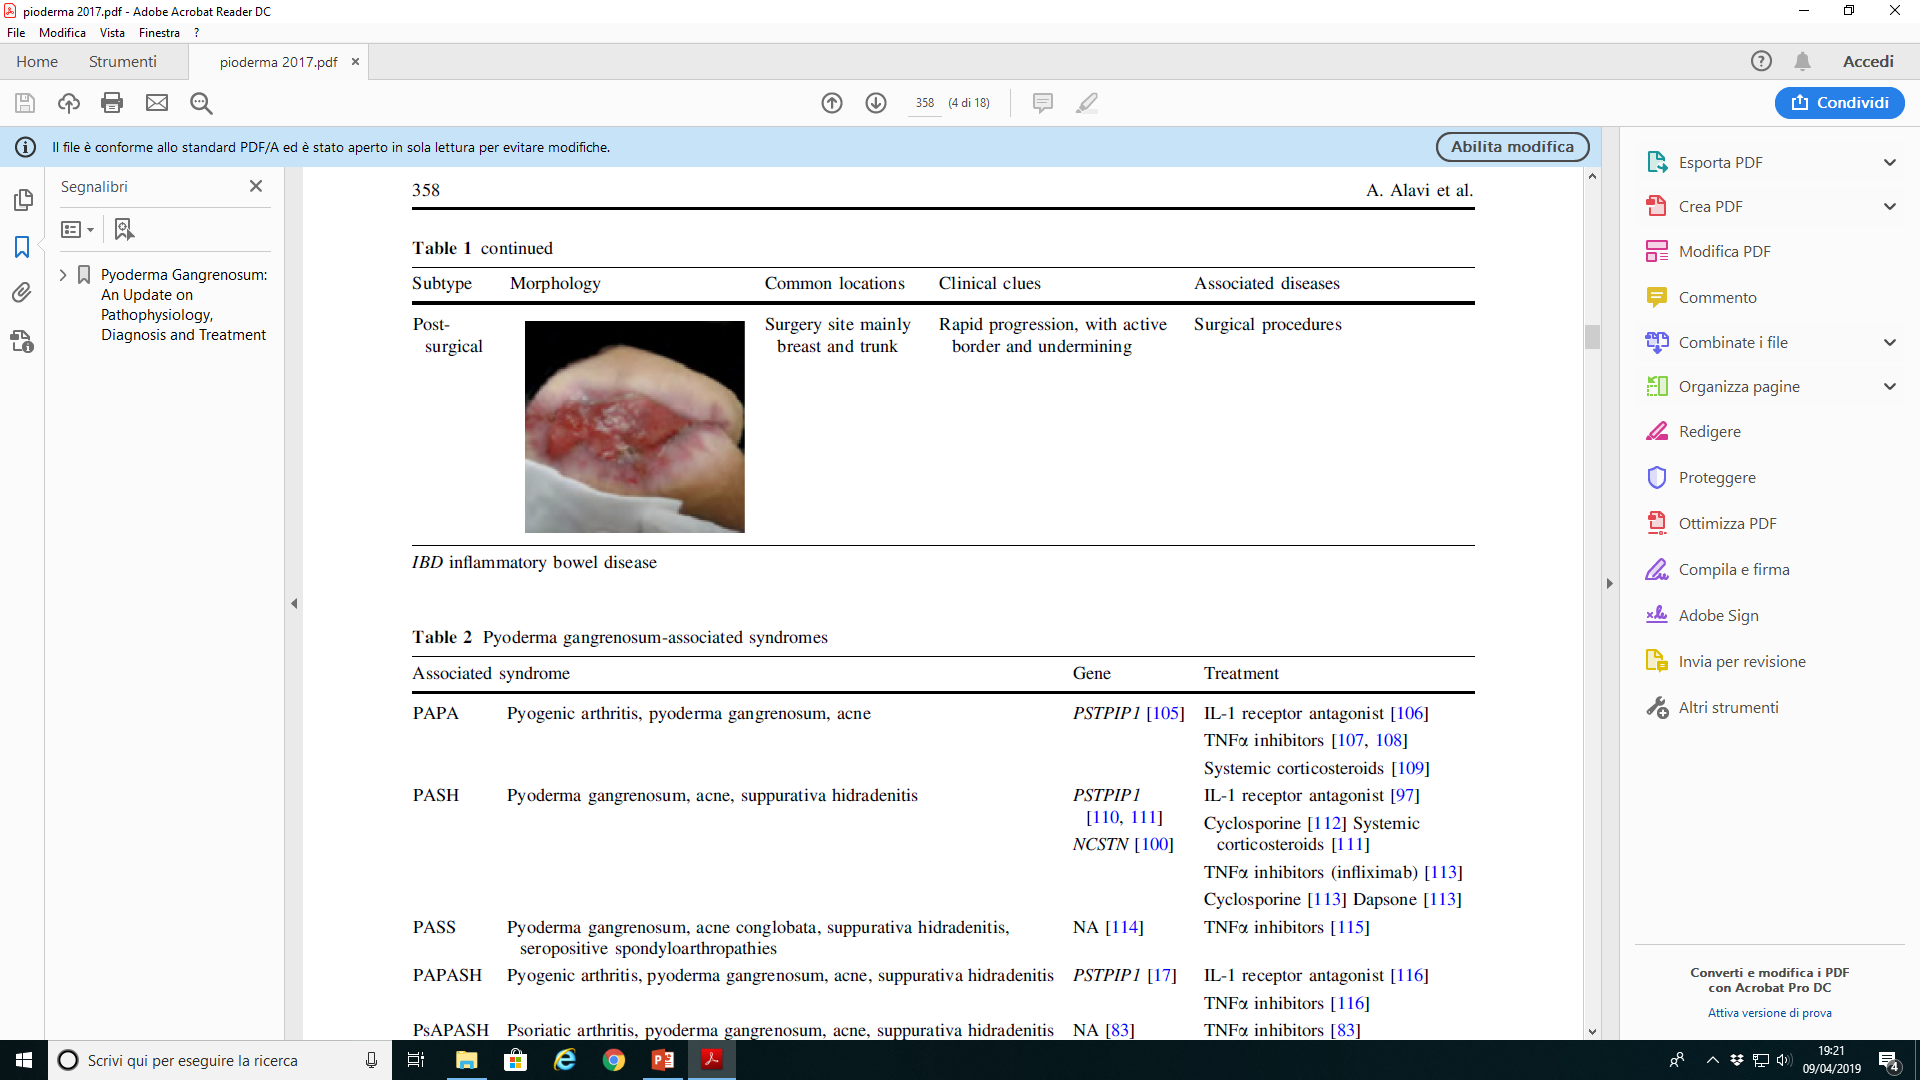 pioderma 2017.pdf - Adobe Acrobat Reader DC
File Modifica Vista Finestra ?
Home Strumenti pioderma 2017.pdf × Accedi
358 (4 di 18) Condividi
Il file è conforme allo standard PDF/A ed è stato aperto in sola lettura per evitare modifiche. Abilita modifica
Segnalibri
Pyoderma Gangrenosum:
An Update on
Pathophysiology,
Diagnosis and Treatment
358 A. Alavi et al.
Table 1 continued
Subtype Morphology Common locations Clinical clues Associated diseases
Post- Surgery site mainly Rapid progression, with active Surgical procedures
surgical breast and trunk border and undermining
IBD inflammatory bowel disease
Table 2 Pyoderma gangrenosum-associated syndromes
Associated syndrome Gene Treatment
PAPA Pyogenic arthritis, pyoderma gangrenosum, acne PSTPIP1 [105] IL-1 receptor antagonist [106]
TNFα inhibitors [107, 108]
Systemic corticosteroids [109]
PASH Pyoderma gangrenosum, acne, suppurativa hidradenitis PSTPIP1 IL-1 receptor antagonist [97]
[110, 111] Cyclosporine [112] Systemic
NCSTN [100] corticosteroids [111]
TNFα inhibitors (infliximab) [113]
Cyclosporine [113] Dapsone [113]
PASS Pyoderma gangrenosum, acne conglobata, suppurativa hidradenitis, NA [114] TNFα inhibitors [115]
seropositive spondyloarthropathies
PAPASH Pyogenic arthritis, pyoderma gangrenosum, acne, suppurativa hidradenitis PSTPIP1 [17] IL-1 receptor antagonist [116]
TNFα inhibitors [116]
PsAPASH Psoriatic arthritis, pyoderma gangrenosum, acne, suppurativa hidradenitis NA [83] TNFα inhibitors [83]
Esporta PDF
Crea PDF
Modifica PDF
Commento
Combinate i file
Organizza pagine
Redigere
Proteggere
Ottimizza PDF
Compila e firma
Adobe Sign
Invia per revisione
Altri strumenti
Converti e modifica i PDF
con Acrobat Pro DC
Attiva versione di prova
Scrivi qui per eseguire la ricerca
19:21
09/04/2019
4